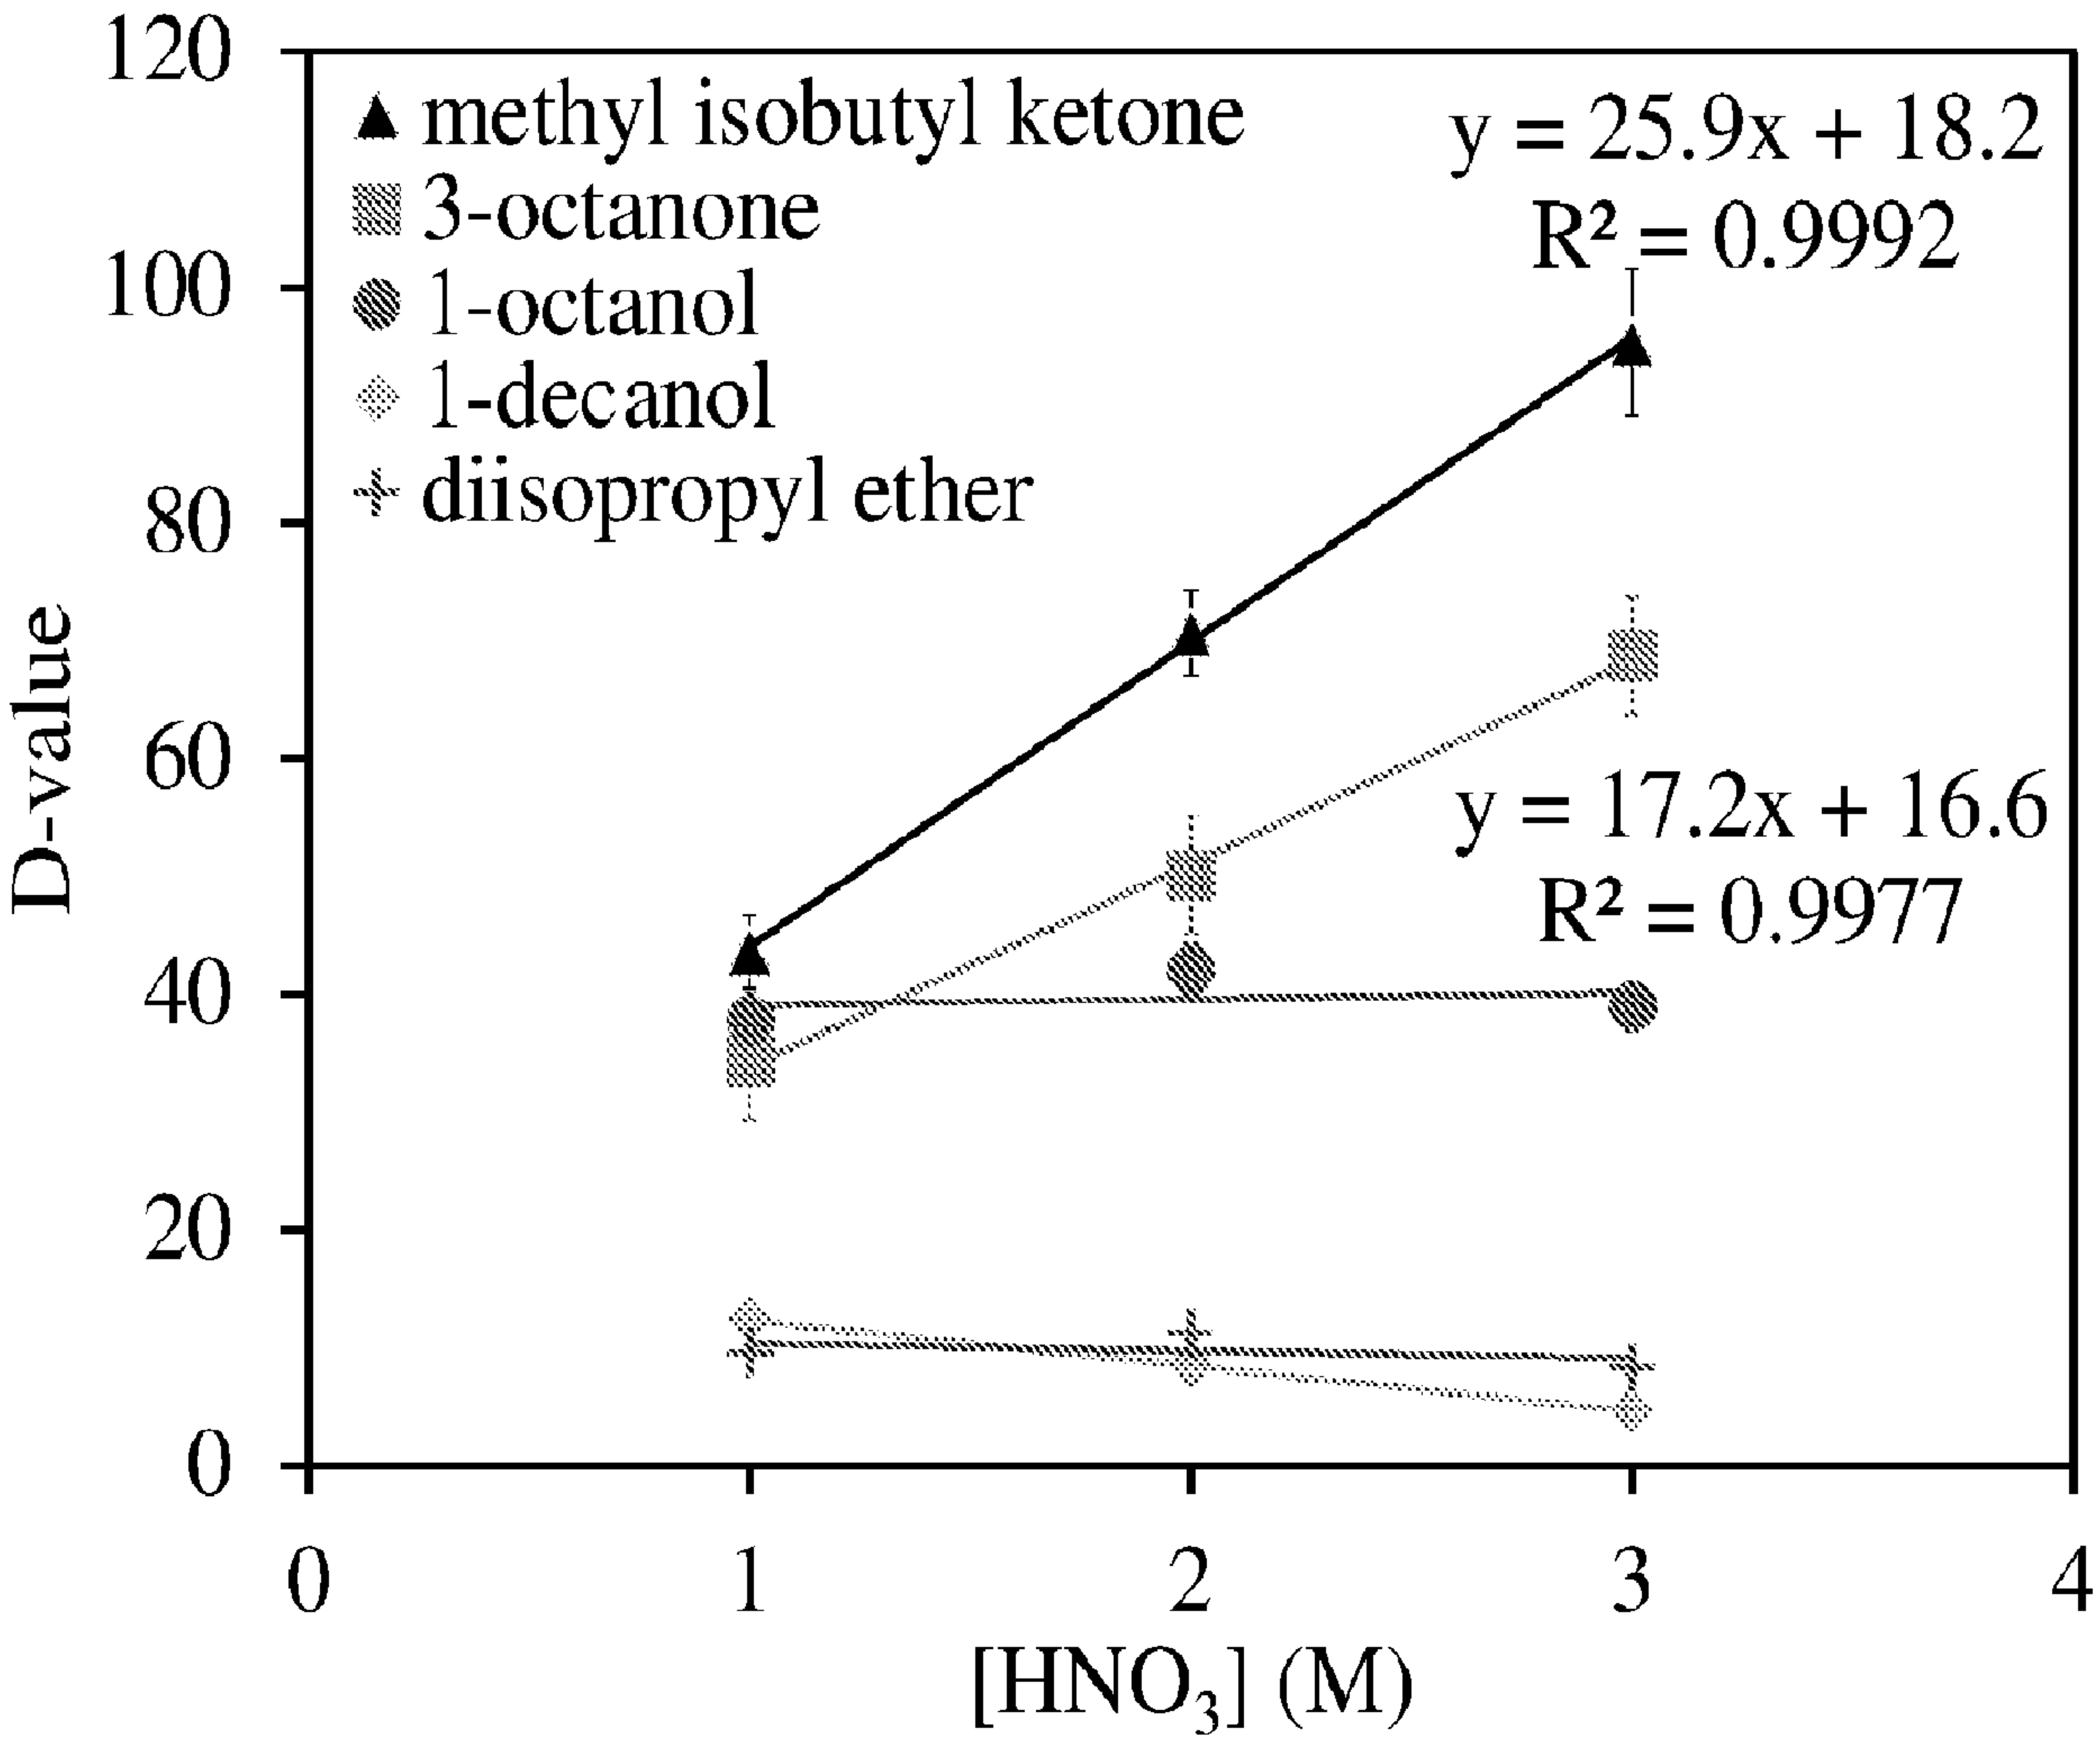 120
100
80
60
40
20
0
D-value
methyl isobutyl ketone
3-octanone
1-octanol
1-decanol
diisopropyl ether
y = 25.9x + 18.2
R² = 0.9992
y = 17.2x + 16.6
R² = 0.9977
0 1 2 3 4
[HNO₃] (M)